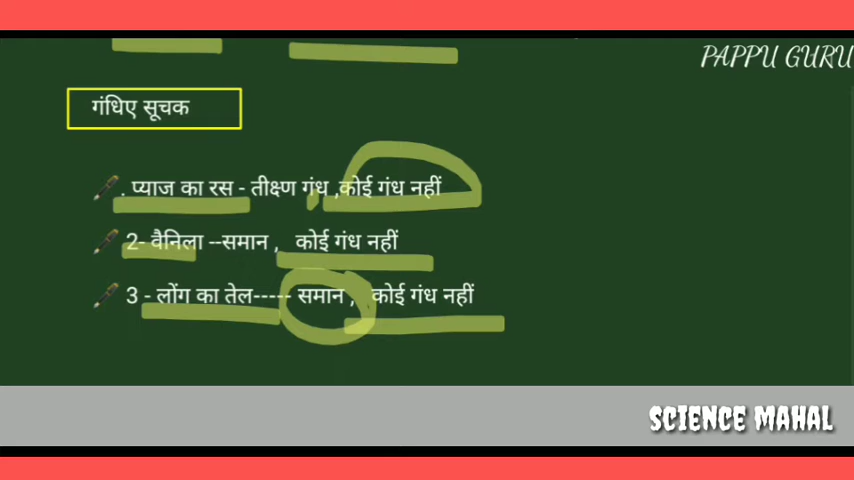 PAPPU GURU
गंधिए सूचक
. प्याज का रस - तीक्ष्ण गंध ,कोई गंध नहीं
2- वैनिला --समान , कोई गंध नहीं
3 - लोंग का तेल----- समान , कोई गंध नहीं
SCIENCE MAHAL